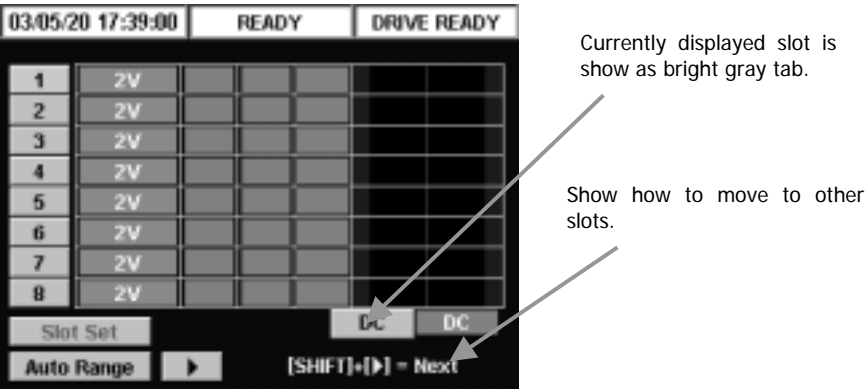 03/05/20 17:39:00 READY DRIVE READY
1 2V
2 2V
3 2V
4 2V
5 2V
6 2V
7 2V
8 2V
DC DC
Slot Set
Auto Range [SHIFT]+[▶] = Next
Currently displayed slot is
show as bright gray tab.
Show how to move to other
slots.